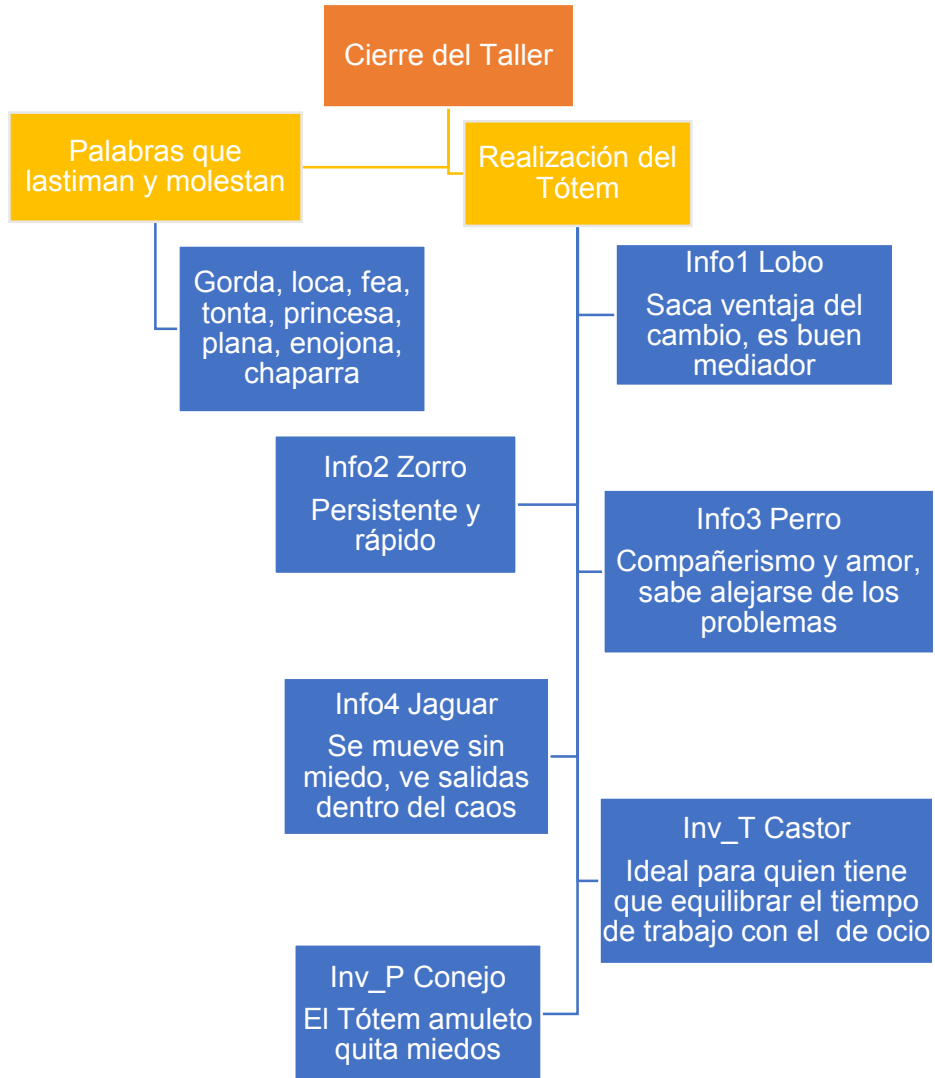 Cierre del Taller
Palabras que
lastiman y molestan
Realización del
Tótem
Gorda, loca, fea,
tonta, princesa,
plana, enojona,
chaparra
Info1 Lobo
Saca ventaja del
cambio, es buen
mediador
Info2 Zorro
Persistente y
rápido
Info3 Perro
Compañerismo y amor,
sabe alejarse de los
problemas
Info4 Jaguar
Se mueve sin
miedo, ve salidas
dentro del caos
Inv_T Castor
Ideal para quien tiene
que equilibrar el tiempo
de trabajo con el de ocio
Inv_P Conejo
El Tótem amuleto
quita miedos